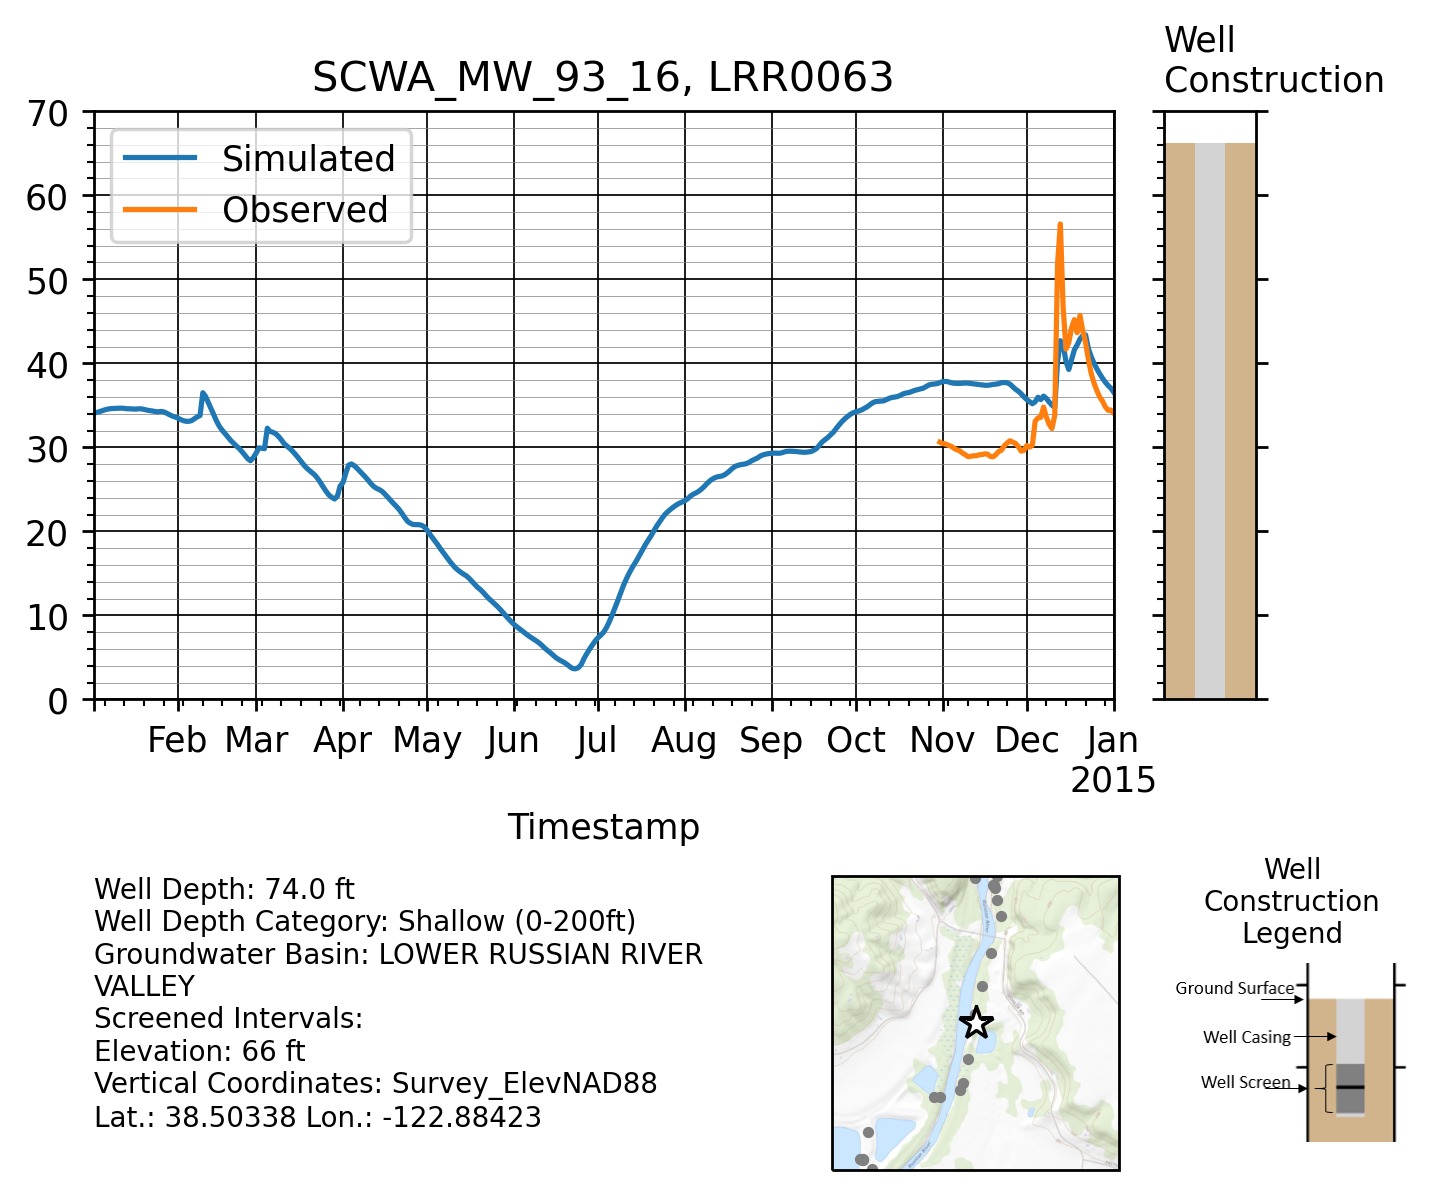 Well
Construction
SCWA_MW_93_16, LRR0063
70
60
50
40
30
20
10
0
Simulated
Observed
Feb Mar Apr May Jun Jul Aug Sep Oct Nov Dec Jan
2015
Timestamp
Well Depth: 74.0 ft
Well Depth Category: Shallow (0-200ft)
Groundwater Basin: LOWER RUSSIAN RIVER
VALLEY
Screened Intervals:
Elevation: 66 ft
Vertical Coordinates: Survey_ElevNAD88
Lat.: 38.50338 Lon.: -122.88423
Well
Construction
Legend
Ground Surface
Well Casing
Well Screen